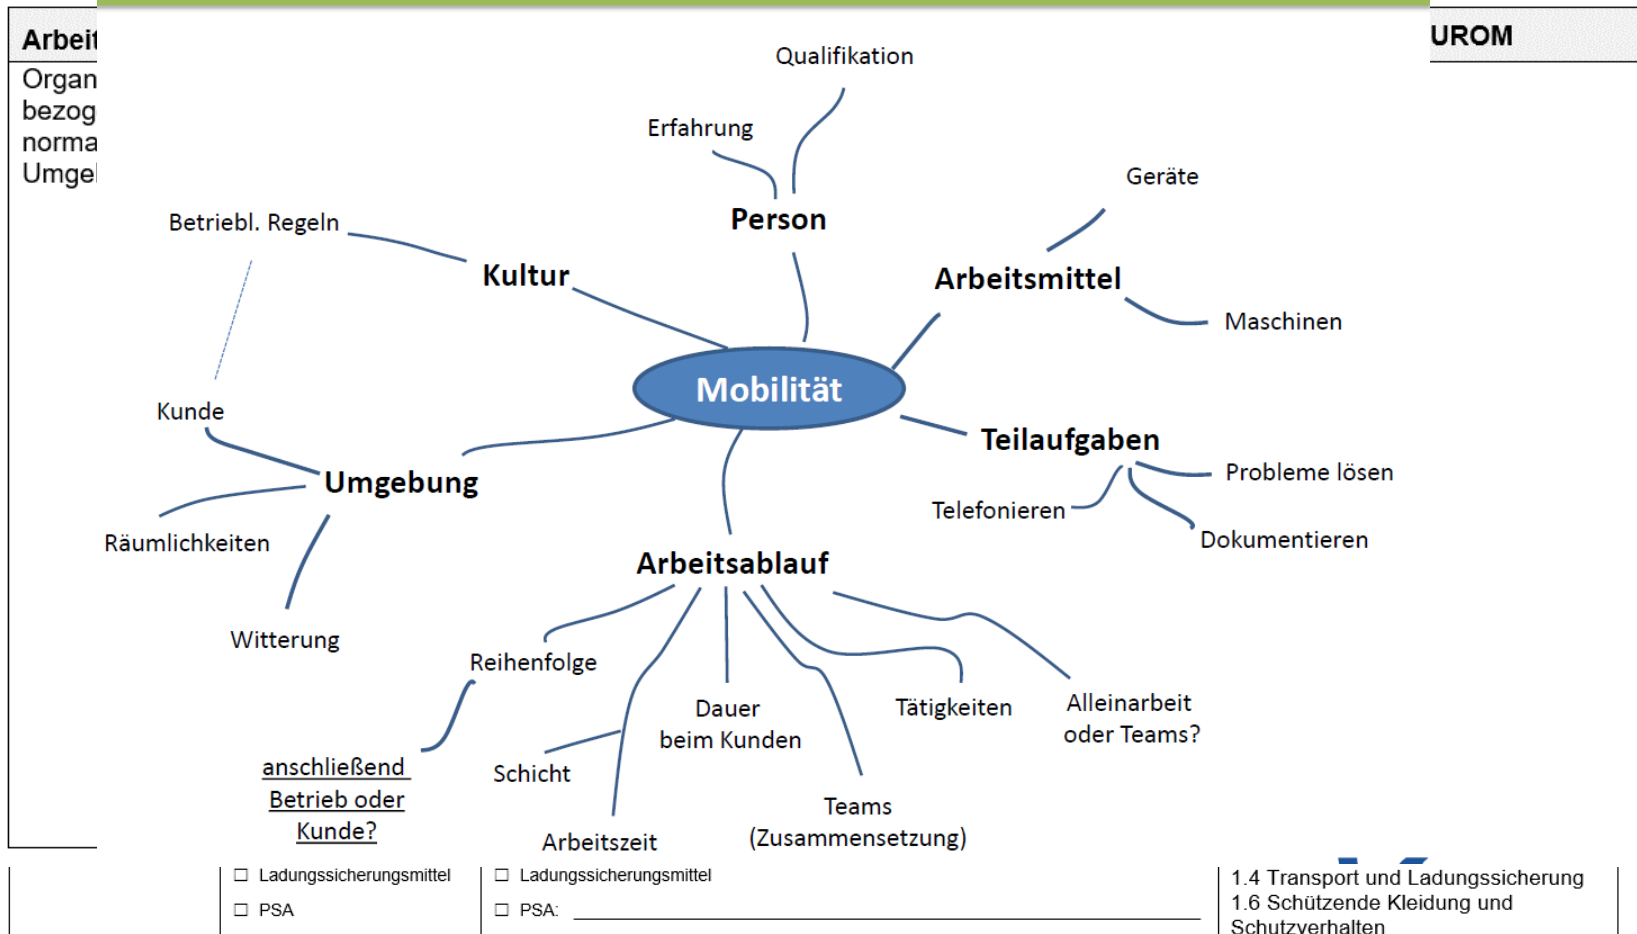 Arbeit
UROM
Organ
bezog
norma
Umgel
Qualifikation
Erfahrung
Person
Geräte
Arbeitsmittel
Maschinen
Betriebl. Regeln
Kultur
Mobilität
Kunde
Umgebung
Räumlichkeiten
Witterung
Teilaufgaben
Probleme lösen
Telefonieren
Dokumentieren
Arbeitsablauf
Reihenfolge
anschließend
Betrieb oder
Kunde?
Schicht
Arbeitszeit
Dauer
beim Kunden
Teams
(Zusammensetzung)
Tätigkeiten
Alleinarbeit
oder Teams?
☐ Ladungssicherungsmittel
☐ PSA
☐ Ladungssicherungsmittel
☐ PSA:
1.4 Transport und Ladungssicherung
1.6 Schützende Kleidung und
Schutzverhalten